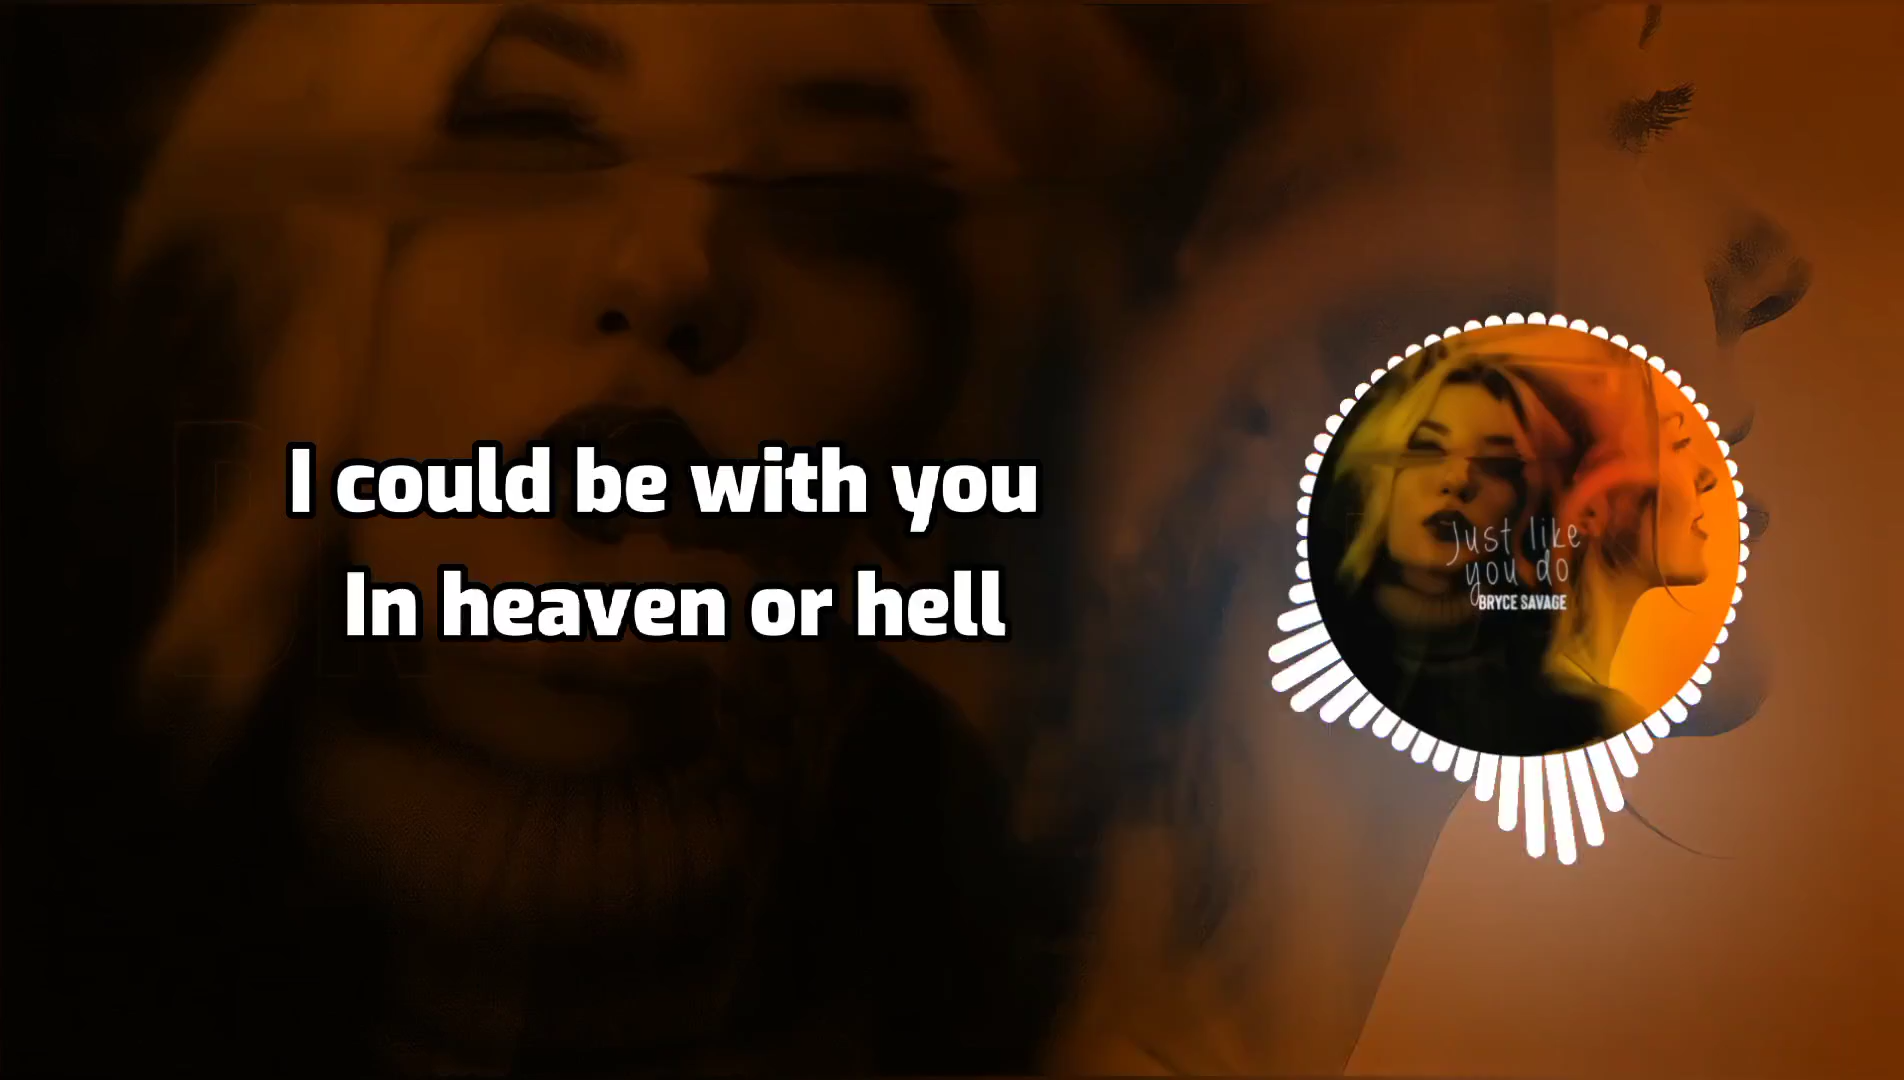 I could be with you
In heaven or hell
Just like
you do
BRYCE SAVAGE